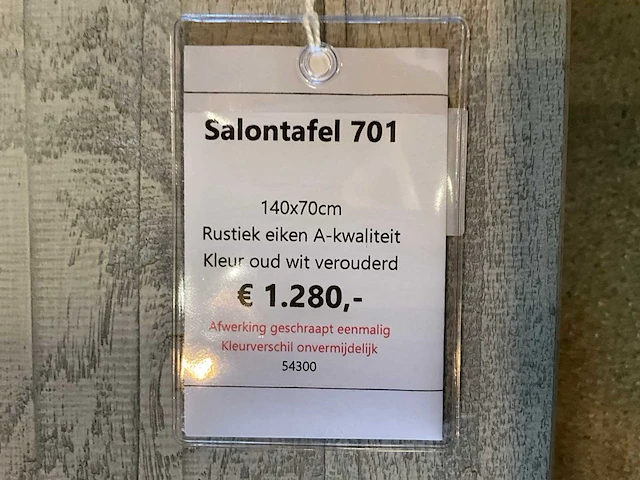 Salontafel 701
140x70cm
Rustiek eiken A-kwaliteit
Kleur oud wit verouderd
€ 1.280,-
Afwerking geschraapt eenmalig
Kleurverschil onvermijdelijk
54300